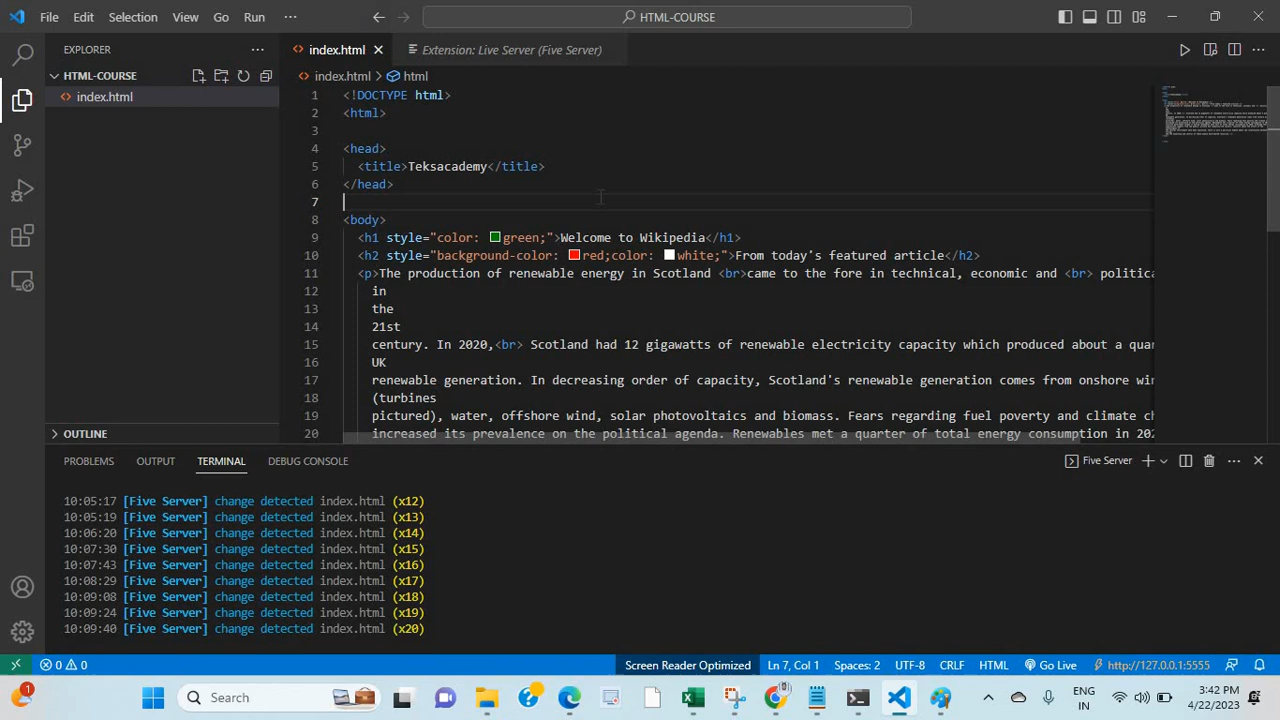 File Edit Selection View Go Run ··· HTML-COURSE
EXPLORER ··· index.html Extension: Live Server (Five Server)
HTML-COURSE index.html > html
index.html
1 <!DOCTYPE html>
2 <html>
3
4 <head>
5 <title>Teksacademy</title>
6 </head>
7
8 <body>
9 <h1 style="color: green;">Welcome to Wikipedia</h1>
10 <h2 style="background-color: red;color: white;">From today's featured article</h2>
11 <p>The production of renewable energy in Scotland <br>came to the fore in technical, economic and <br> politica
12 in
13 the
14 21st
15 century. In 2020,<br> Scotland had 12 gigawatts of renewable electricity capacity which produced about a quar
16 UK
17 renewable generation. In decreasing order of capacity, Scotland's renewable generation comes from onshore win
18 (turbines
19 pictured), water, offshore wind, solar photovoltaics and biomass. Fears regarding fuel poverty and climate ch
20 increased its prevalence on the political agenda. Renewables met a quarter of total energy consumption in 202
OUTLINE
PROBLEMS OUTPUT TERMINAL DEBUG CONSOLE Five Server
10:05:17 [Five Server] change detected index.html (x12)
10:05:19 [Five Server] change detected index.html (x13)
10:06:20 [Five Server] change detected index.html (x14)
10:07:30 [Five Server] change detected index.html (x15)
10:07:43 [Five Server] change detected index.html (x16)
10:08:29 [Five Server] change detected index.html (x17)
10:09:08 [Five Server] change detected index.html (x18)
10:09:24 [Five Server] change detected index.html (x19)
10:09:40 [Five Server] change detected index.html (x20)
0 0 Screen Reader Optimized Ln 7, Col 1 Spaces: 2 UTF-8 CRLF HTML Go Live http://127.0.0.1:5555
1 Search ENG IN 3:42 PM 4/22/2023